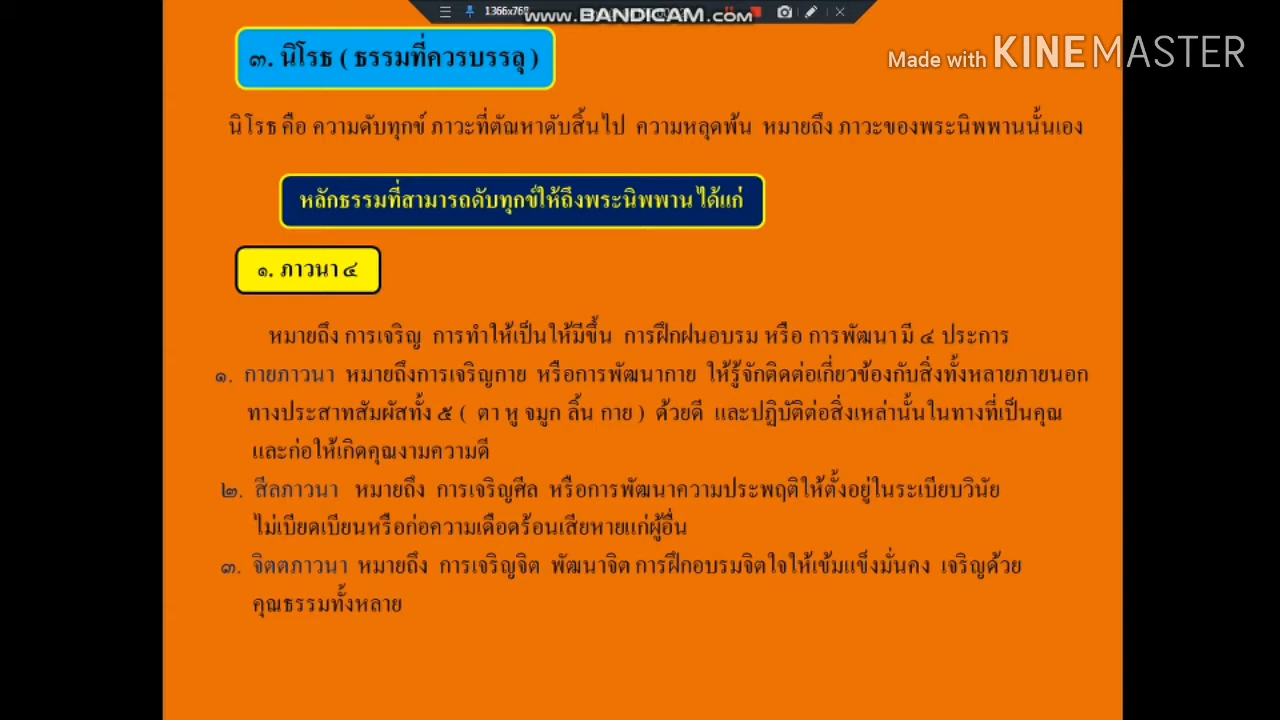 1366x768
www.BANDICAM.com
Made with KINEMASTER
๓. นิโรธ ( ธรรมที่ควรบรรลุ )
นิโรธ คือ ความดับทุกข์ ภาวะที่ตัณหาดับสิ้นไป ความหลุดพ้น หมายถึง ภาวะของพระนิพพานนั้นเอง
หลักธรรมที่สามารถดับทุกข์ให้ถึงพระนิพพาน ได้แก่
๑. ภาวนา ๔
หมายถึง การเจริญ การทำให้เป็นให้มีขึ้น การฝึกฝนอบรม หรือ การพัฒนา มี ๔ ประการ
๑. กายภาวนา หมายถึงการเจริญกาย หรือการพัฒนากาย ให้รู้จักติดต่อเกี่ยวข้องกับสิ่งทั้งหลายภายนอก
ทางประสาทสัมผัสทั้ง ๕ ( ตา หู จมูก ลิ้น กาย ) ด้วยดี และปฏิบัติต่อสิ่งเหล่านั้นในทางที่เป็นคุณ
และก่อให้เกิดคุณงามความดี
๒. สีลภาวนา หมายถึง การเจริญศีล หรือการพัฒนาความประพฤติให้ตั้งอยู่ในระเบียบวินัย
ไม่เบียดเบียนหรือก่อความเดือดร้อนเสียหายแก่ผู้อื่น
๓. จิตตภาวนา หมายถึง การเจริญจิต พัฒนาจิต การฝึกอบรมจิตใจให้เข้มแข็งมั่นคง เจริญด้วย
คุณธรรมทั้งหลาย